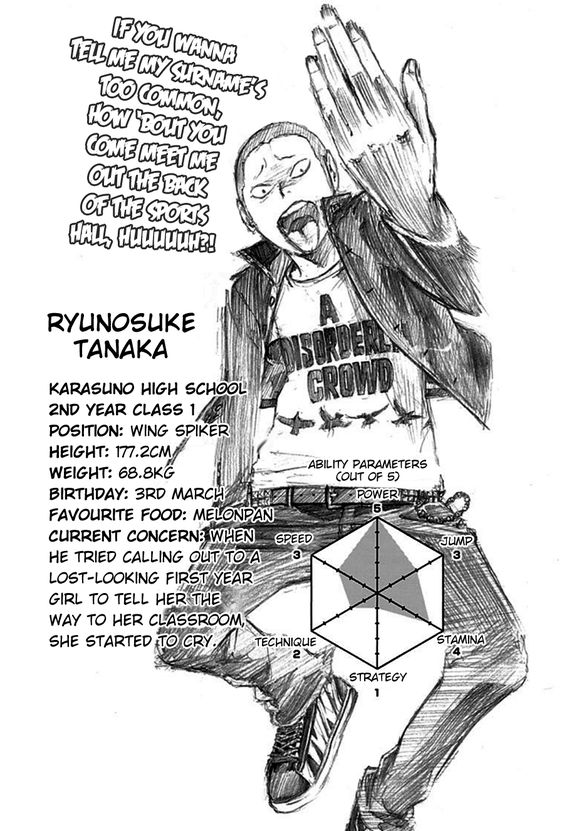 IF YOU WANNA
TELL ME MY SURNAME'S
TOO COMMON,
HOW 'BOUT YOU
COME MEET ME
OUT THE BACK
OF THE SPORTS
HALL, HUUUUUH?!
A
DISORDERLY
CROWD
RYUNOSUKE
TANAKA
KARASUNO HIGH SCHOOL
2ND YEAR CLASS 1
POSITION: WING SPIKER
HEIGHT: 177.2CM
WEIGHT: 68.8KG
BIRTHDAY: 3RD MARCH
FAVOURITE FOOD: MELONPAN
CURRENT CONCERN: WHEN
HE TRIED CALLING OUT TO A
LOST-LOOKING FIRST YEAR
GIRL TO TELL HER THE
WAY TO HER CLASSROOM,
SHE STARTED TO CRY.
ABILITY PARAMETERS
(OUT OF 5)
POWER
5
SPEED
3
JUMP
3
TECHNIQUE
2
STAMINA
4
STRATEGY
1